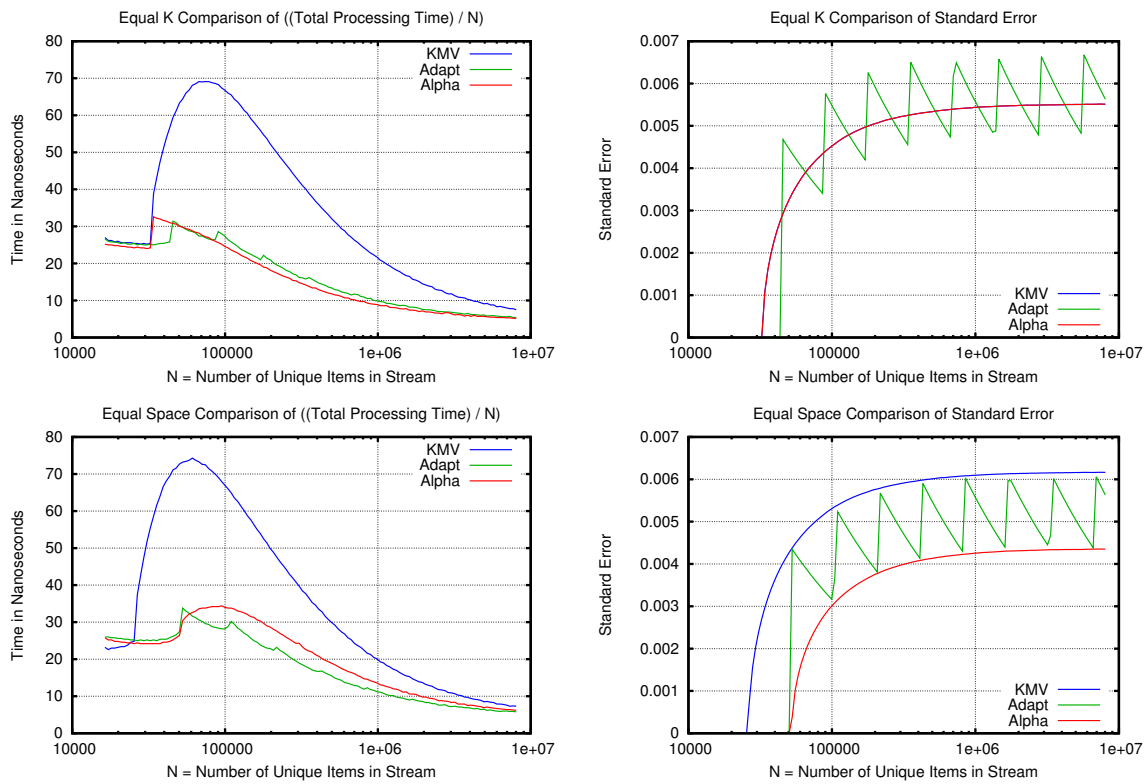 Equal K Comparison of ((Total Processing Time) / N)
80
70
60
50
40
30
20
10
0
Time in Nanoseconds
KMV
Adapt
Alpha
10000 100000 1e+06 1e+07
N = Number of Unique Items in Stream
Equal K Comparison of Standard Error
0.007
0.006
0.005
0.004
0.003
0.002
0.001
0
Standard Error
KMV
Adapt
Alpha
10000 100000 1e+06 1e+07
N = Number of Unique Items in Stream
Equal Space Comparison of ((Total Processing Time) / N)
80
70
60
50
40
30
20
10
0
Time in Nanoseconds
KMV
Adapt
Alpha
10000 100000 1e+06 1e+07
N = Number of Unique Items in Stream
Equal Space Comparison of Standard Error
0.007
0.006
0.005
0.004
0.003
0.002
0.001
0
Standard Error
KMV
Adapt
Alpha
10000 100000 1e+06 1e+07
N = Number of Unique Items in Stream